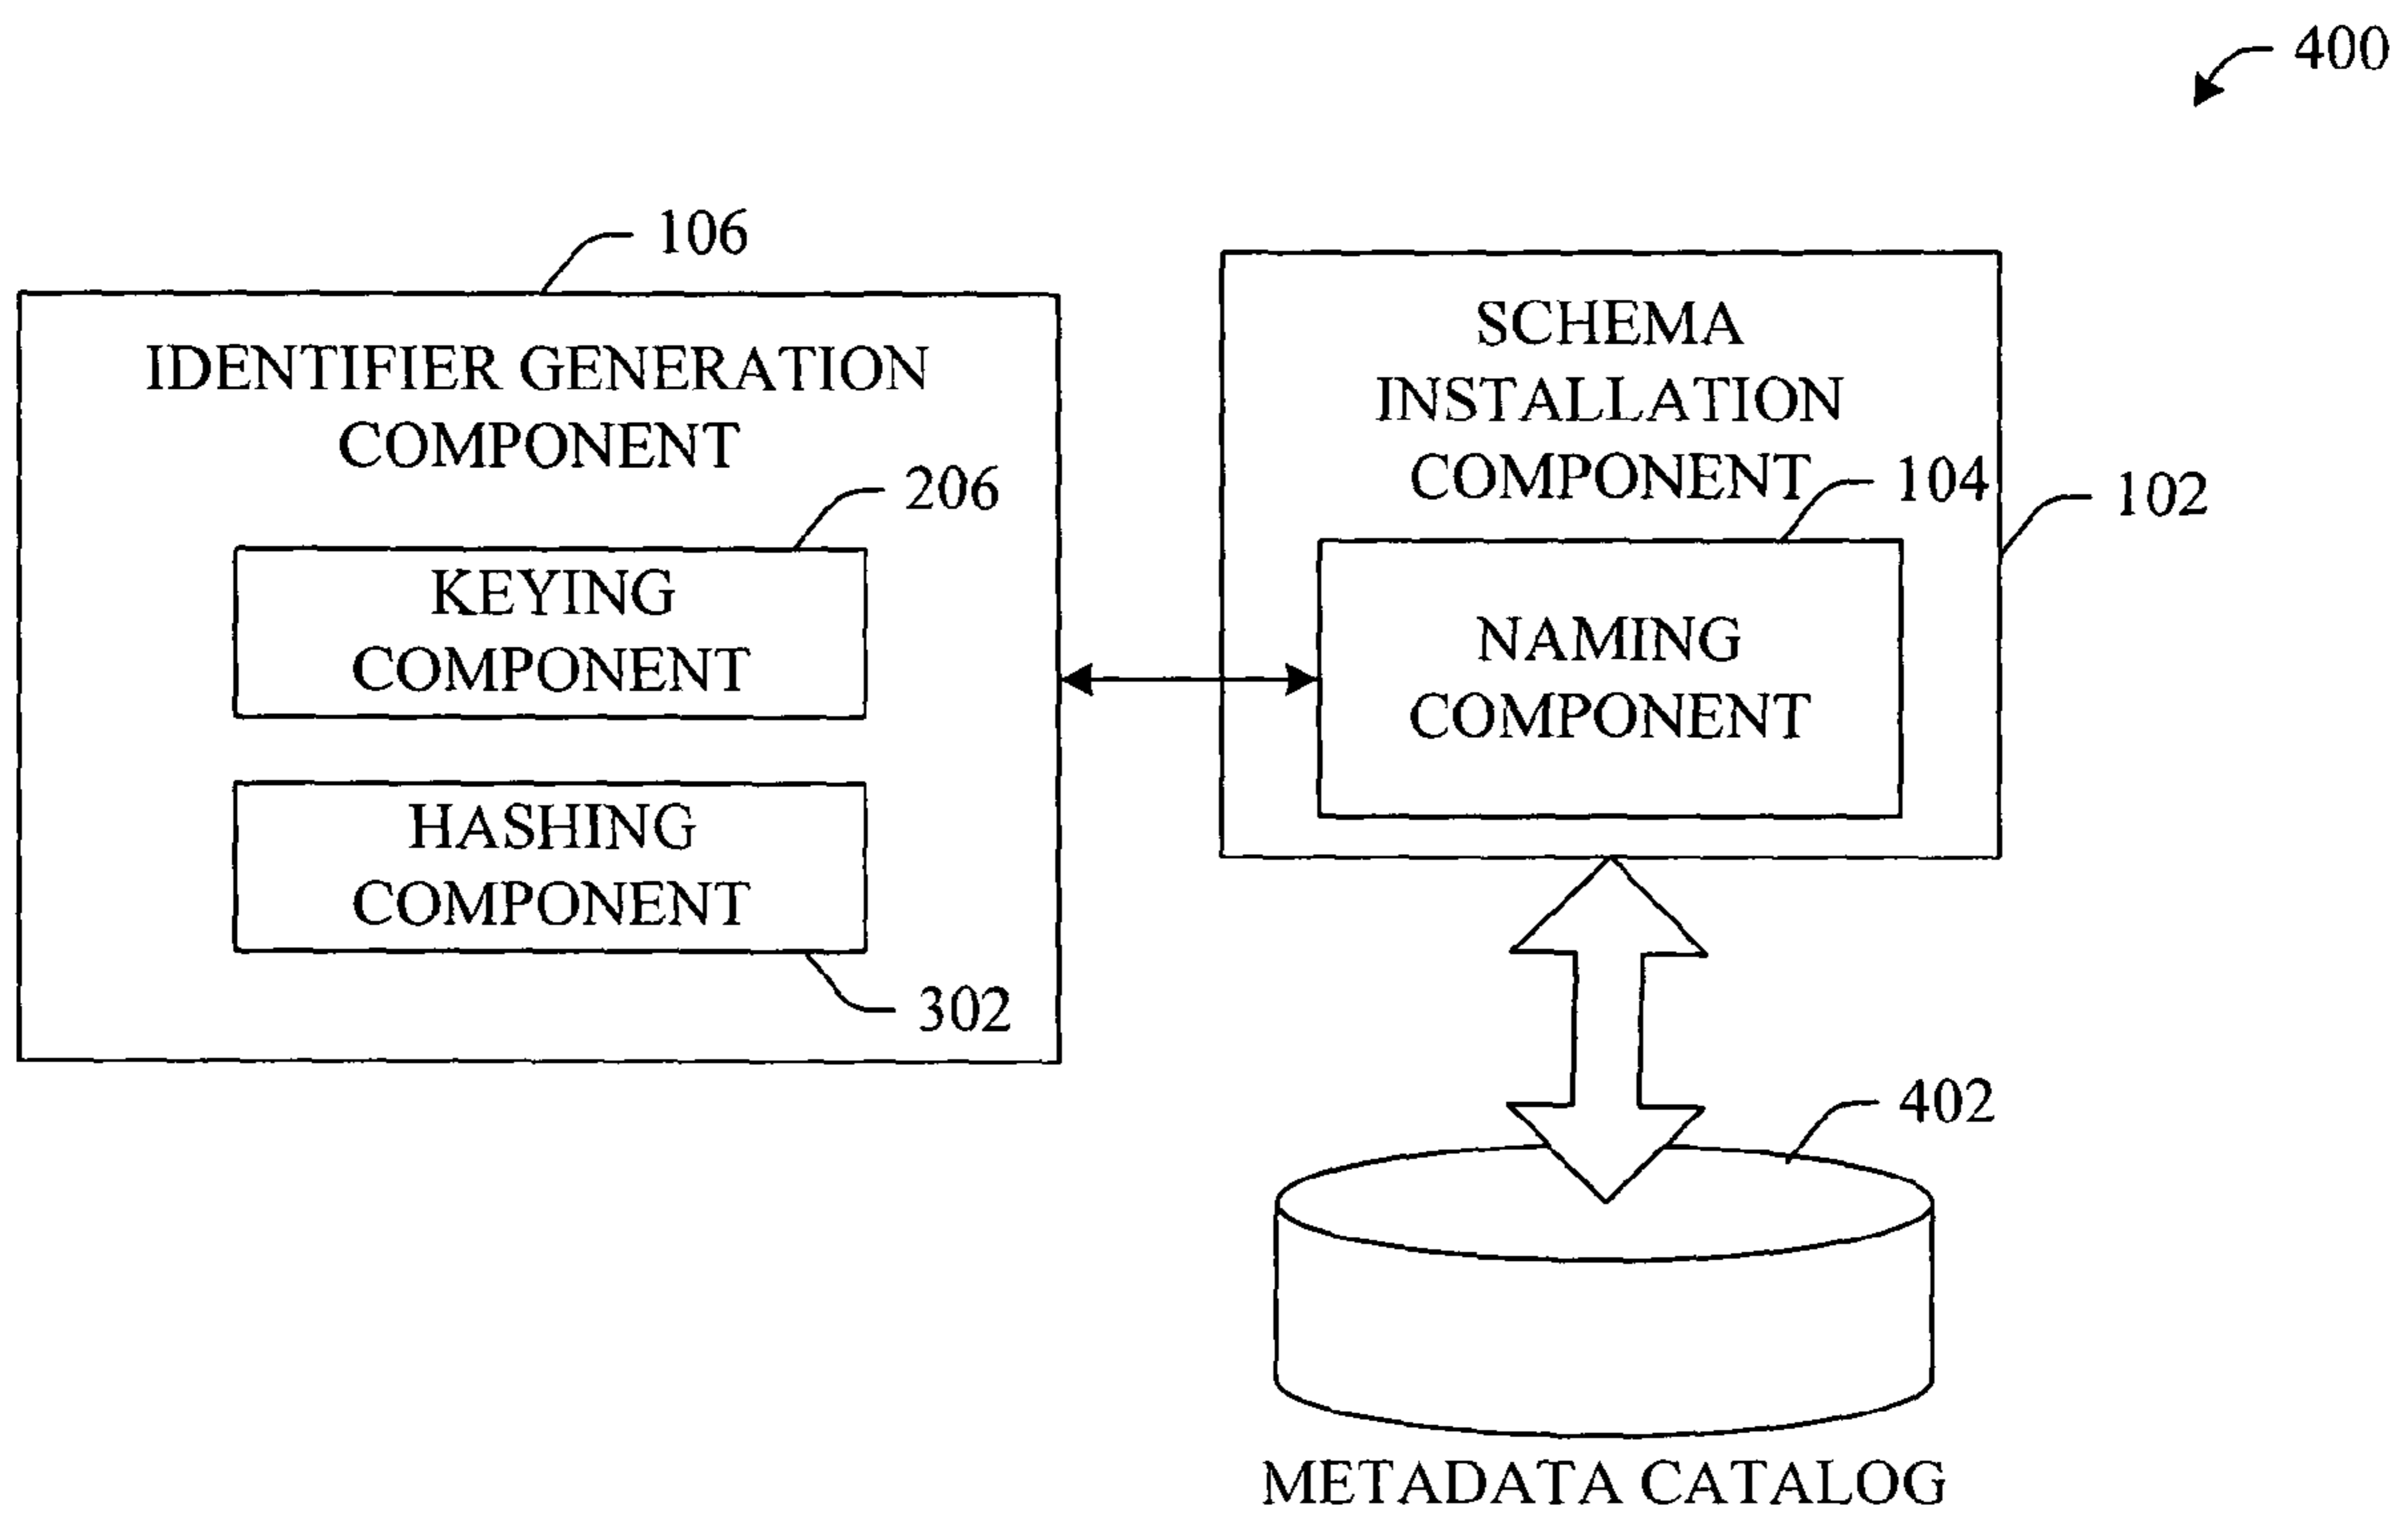 400
106
IDENTIFIER GENERATION
COMPONENT
206
KEYING
COMPONENT
HASHING
COMPONENT
302
SCHEMA
INSTALLATION
COMPONENT
104
102
NAMING
COMPONENT
402
METADATA CATALOG